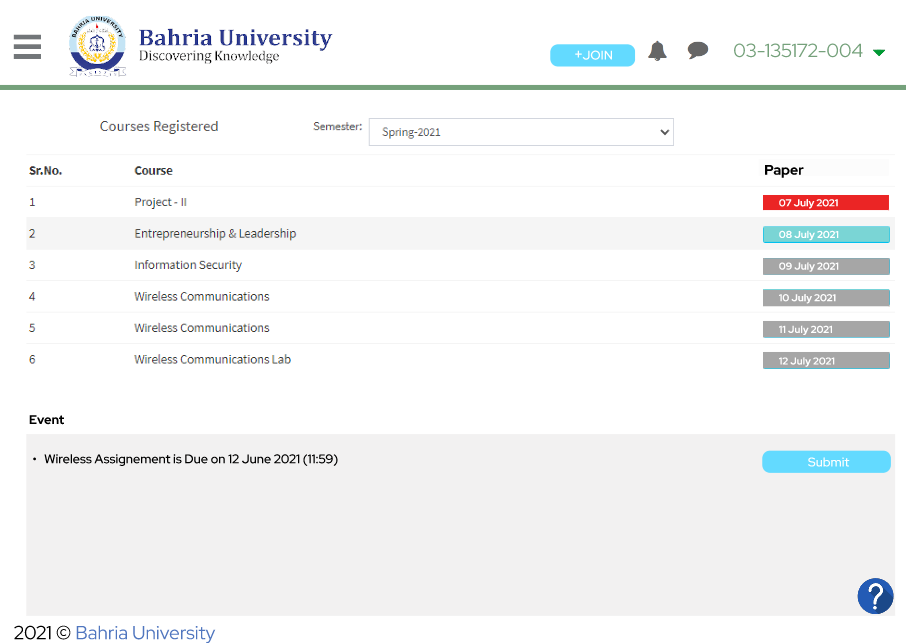 BAHRIA UNIVERSITY
Bahria University
Discovering Knowledge
+JOIN
03-135172-004
Courses Registered
Semester:
Spring-2021
Sr.No. Course Paper
1 Project - II 07 July 2021
2 Entrepreneurship & Leadership 08 July 2021
3 Information Security 09 July 2021
4 Wireless Communications 10 July 2021
5 Wireless Communications 11 July 2021
6 Wireless Communications Lab 12 July 2021
Event
• Wireless Assignement is Due on 12 June 2021 (11:59)
Submit
?
2021 © Bahria University